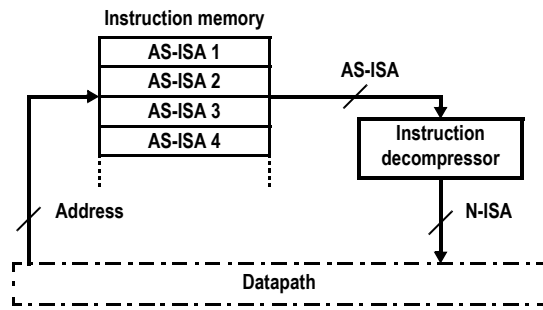 Instruction memory
AS-ISA 1
AS-ISA 2
AS-ISA 3
AS-ISA 4
AS-ISA
Instruction
decompressor
Address
N-ISA
Datapath